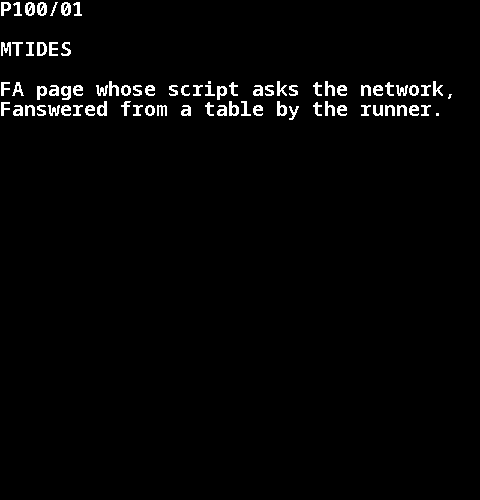 P100/01
MTIDES
FA page whose script asks the network,
Fanswered from a table by the runner.